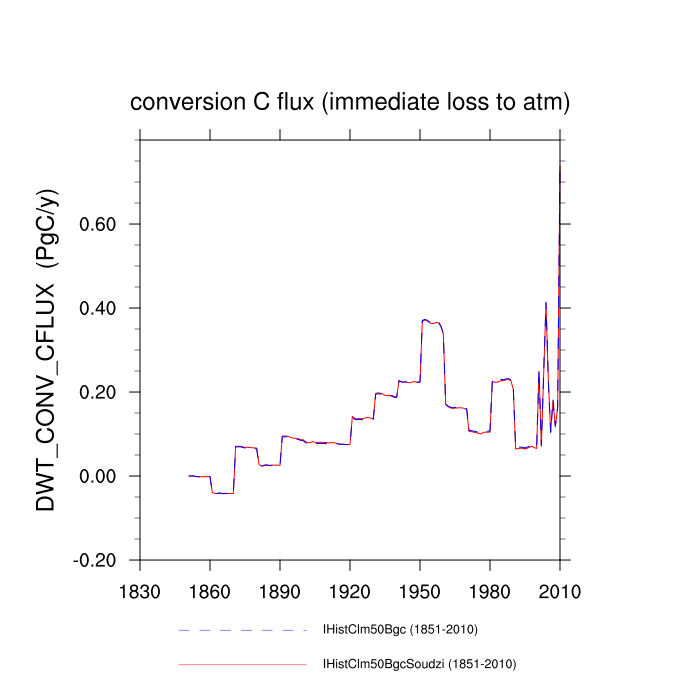 conversion C flux (immediate loss to atm)
DWT_CONV_CFLUX (PgC/y)
0.60
0.40
0.20
0.00
-0.20
1830 1860 1890 1920 1950 1980 2010
IHistClm50Bgc (1851-2010)
IHistClm50BgcSoudzi (1851-2010)